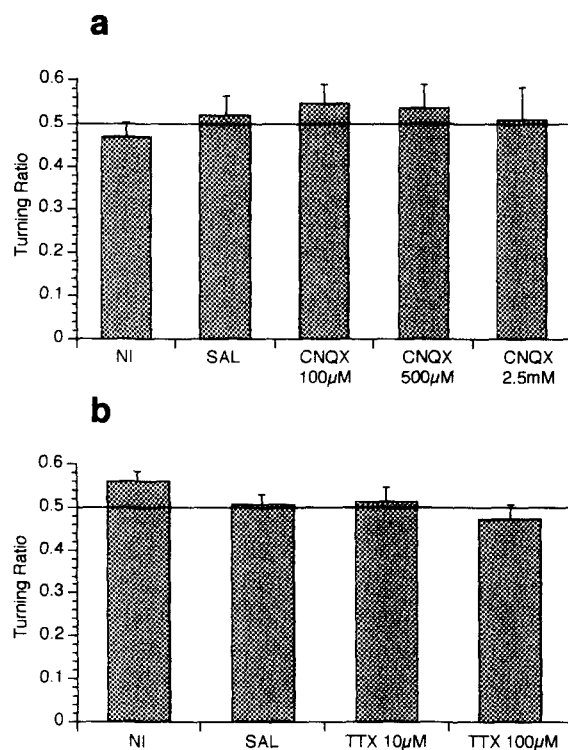 a
Turning Ratio
0.6
0.5
0.4
0.3
0.2
0.1
0
NI SAL CNQX CNQX CNQX
100µM 500µM 2.5mM
b
Turning Ratio
0.6
0.5
0.4
0.3
0.2
0.1
0
NI SAL TTX 10µM TTX 100µM